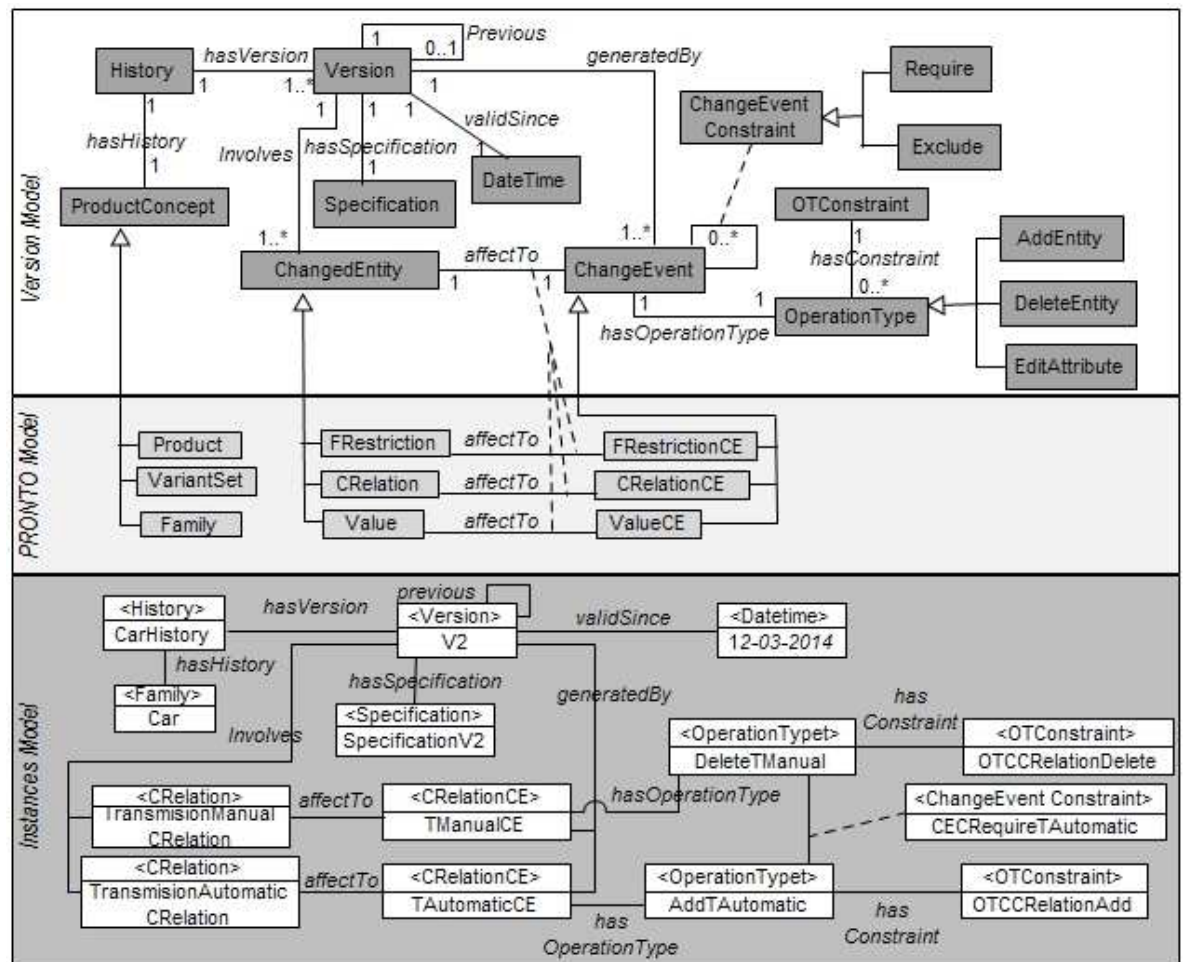 Version Model
Previous
1
0..1
hasVersion
generatedBy
History
Version
Require
1
1..*
1
1
ChangeEvent
Constraint
1
1
1
1
validSince
hasHistory
Involves
hasSpecification
Exclude
1
1
1
DateTime
ProductConcept
Specification
OTConstraint
1..*
1..*
0..*
1
AddEntity
affectTo
hasConstraint
ChangedEntity
ChangeEvent
1
1
1
1
0..*
DeleteEntity
OperationType
hasOperationType
EditAttribute
PRONTO Model
Product
FRestriction
affectTo
FRestrictionCE
VariantSet
CRelation
affectTo
CRelationCE
Family
Value
affectTo
ValueCE
Instances Model
previous
<History>
CarHistory
hasVersion
<Version>
V2
validSince
<Datetime>
12-03-2014
hasHistory
hasSpecification
generatedBy
<Family>
Car
Involves
<Specification>
SpecificationV2
has
Constraint
<OperationTypet>
DeleteTManual
<OTConstraint>
OTCCRelationDelete
<CRelation>
TransmisionManual
CRelation
affectTo
<CRelationCE>
TManualCE
hasOperationType
<ChangeEvent Constraint>
CECRequireTAutomatic
<CRelation>
TransmisionAutomatic
CRelation
affectTo
<CRelationCE>
TAutomaticCE
<OperationTypet>
AddTAutomatic
<OTConstraint>
OTCCRelationAdd
has
OperationType
has
Constraint